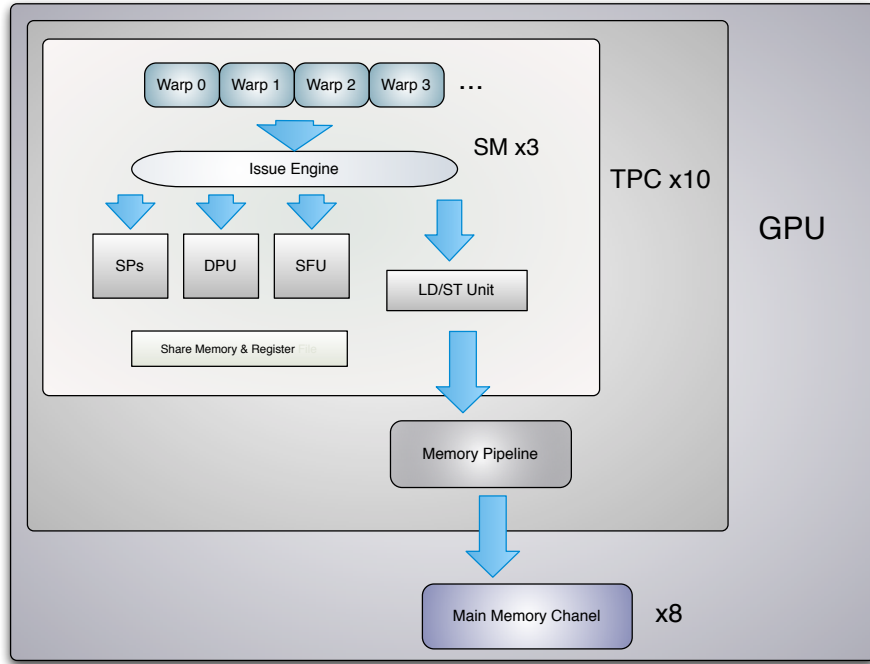 Warp 0 Warp 1 Warp 2 Warp 3 ...
SM x3
Issue Engine
TPC x10
GPU
SPs DPU SFU
LD/ST Unit
Share Memory & Register File
Memory Pipeline
Main Memory Chanel x8